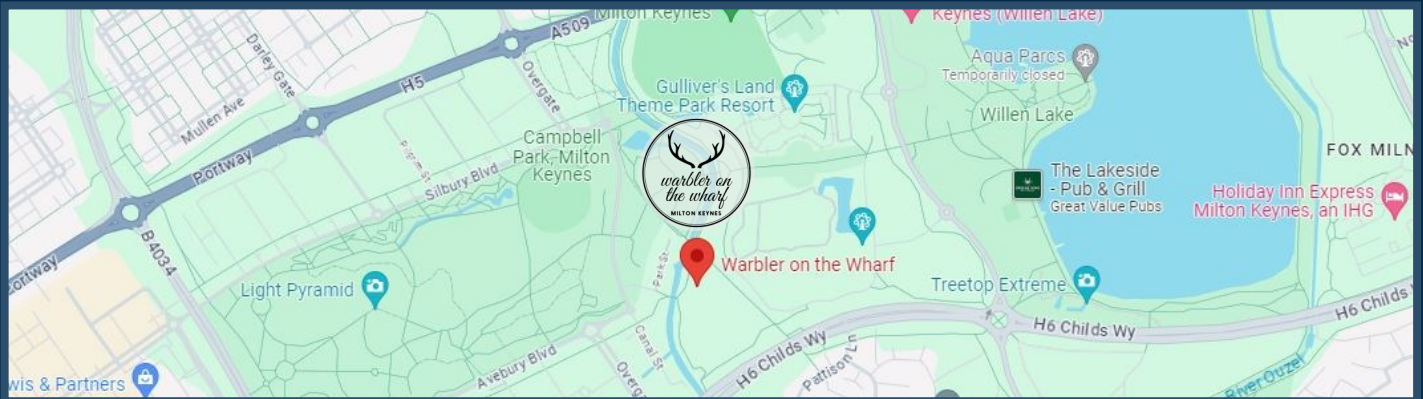 Milton Keynes
Keynes (Willen Lake)
A509
Darley Gate
Aqua Parcs
Temporarily closed
Overgate
H5
Gulliver's Land
Theme Park Resort
Mullen Ave
Willen Lake
Campbell
Park, Milton
Keynes
warbler on
the wharf
MILTON KEYNES
FOX MILN
Portway
Silbury Blvd
The Lakeside
- Pub & Grill
Great Value Pubs
Holiday Inn Express
Milton Keynes, an IHG
B4034
Portway
Park St
Warbler on the Wharf
Light Pyramid
Treetop Extreme
H6 Childs Wy
H6 Childs Wy
H6 Childs Wy
Canal St
Avebury Blvd
Overg
Pattison Ln
wis & Partners
River Ouzel